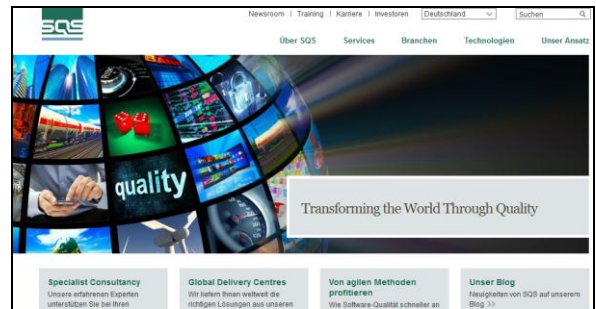 SQS
Newsroom | Training | Karriere | Investoren Deutschland Suchen
Über SQS Services Branchen Technologien Unser Ansatz
quality
Transforming the World Through Quality
Specialist Consultancy
Unsere erfahrenen Experten
unterstützen Sie bei Ihren
Global Delivery Centres
Wir liefern Ihnen weltweit die
richtigen Lösungen aus unseren
Von agilen Methoden
profitieren
Wie Software-Qualität schneller an
Unser Blog
Neuigkeiten von SQS auf unserem
Blog >>